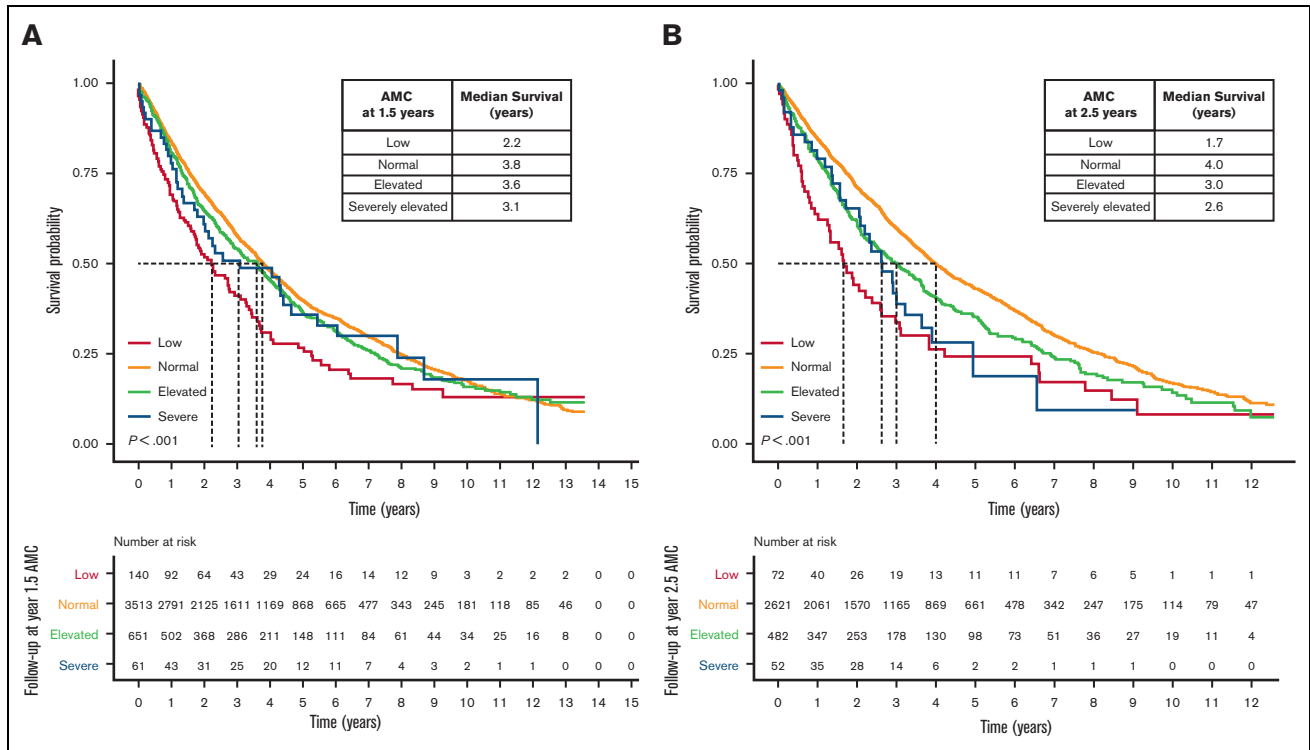 A
AMC at 1.5 years Median Survival (years)
Low 2.2
Normal 3.8
Elevated 3.6
Severely elevated 3.1
Survival probability
1.00
0.75
0.50
0.25
0.00
Low
Normal
Elevated
Severe
P < .001
0 1 2 3 4 5 6 7 8 9 10 11 12 13 14 15
Time (years)
Follow-up at year 1.5 AMC
Number at risk
Low 140 92 64 43 29 24 16 14 12 9 3 2 2 2 0 0
Normal 3513 2791 2125 1611 1169 868 665 477 343 245 181 118 85 46 0 0
Elevated 651 502 368 286 211 148 111 84 61 44 34 25 16 8 0 0
Severe 61 43 31 25 20 12 11 7 4 3 2 1 1 0 0 0
0 1 2 3 4 5 6 7 8 9 10 11 12 13 14 15
Time (years)
B
AMC at 2.5 years Median Survival (years)
Low 1.7
Normal 4.0
Elevated 3.0
Severely elevated 2.6
Survival probability
1.00
0.75
0.50
0.25
0.00
Low
Normal
Elevated
Severe
P < .001
0 1 2 3 4 5 6 7 8 9 10 11 12
Time (years)
Follow-up at year 2.5 AMC
Number at risk
Low 72 40 26 19 13 11 11 7 6 5 1 1 1
Normal 2621 2061 1570 1165 869 661 478 342 247 175 114 79 47
Elevated 482 347 253 178 130 98 73 51 36 27 19 11 4
Severe 52 35 28 14 6 2 2 1 1 1 0 0 0
0 1 2 3 4 5 6 7 8 9 10 11 12
Time (years)